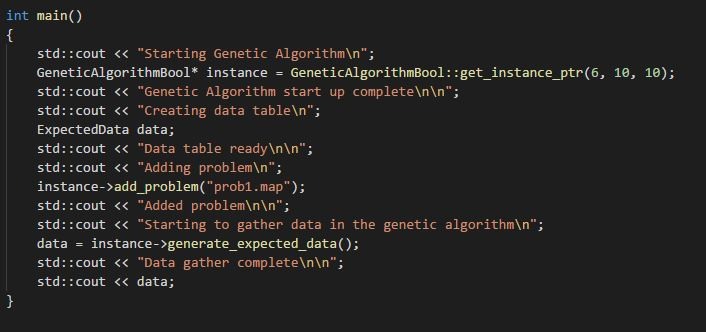 int main()
{
    std::cout << "Starting Genetic Algorithm\n";
    GeneticAlgorithmBool* instance = GeneticAlgorithmBool::get_instance_ptr(6, 10, 10);
    std::cout << "Genetic Algorithm start up complete\n\n";
    std::cout << "Creating data table\n";
    ExpectedData data;
    std::cout << "Data table ready\n\n";
    std::cout << "Adding problem\n";
    instance->add_problem("prob1.map");
    std::cout << "Added problem\n\n";
    std::cout << "Starting to gather data in the genetic algorithm\n";
    data = instance->generate_expected_data();
    std::cout << "Data gather complete\n\n";
    std::cout << data;
}